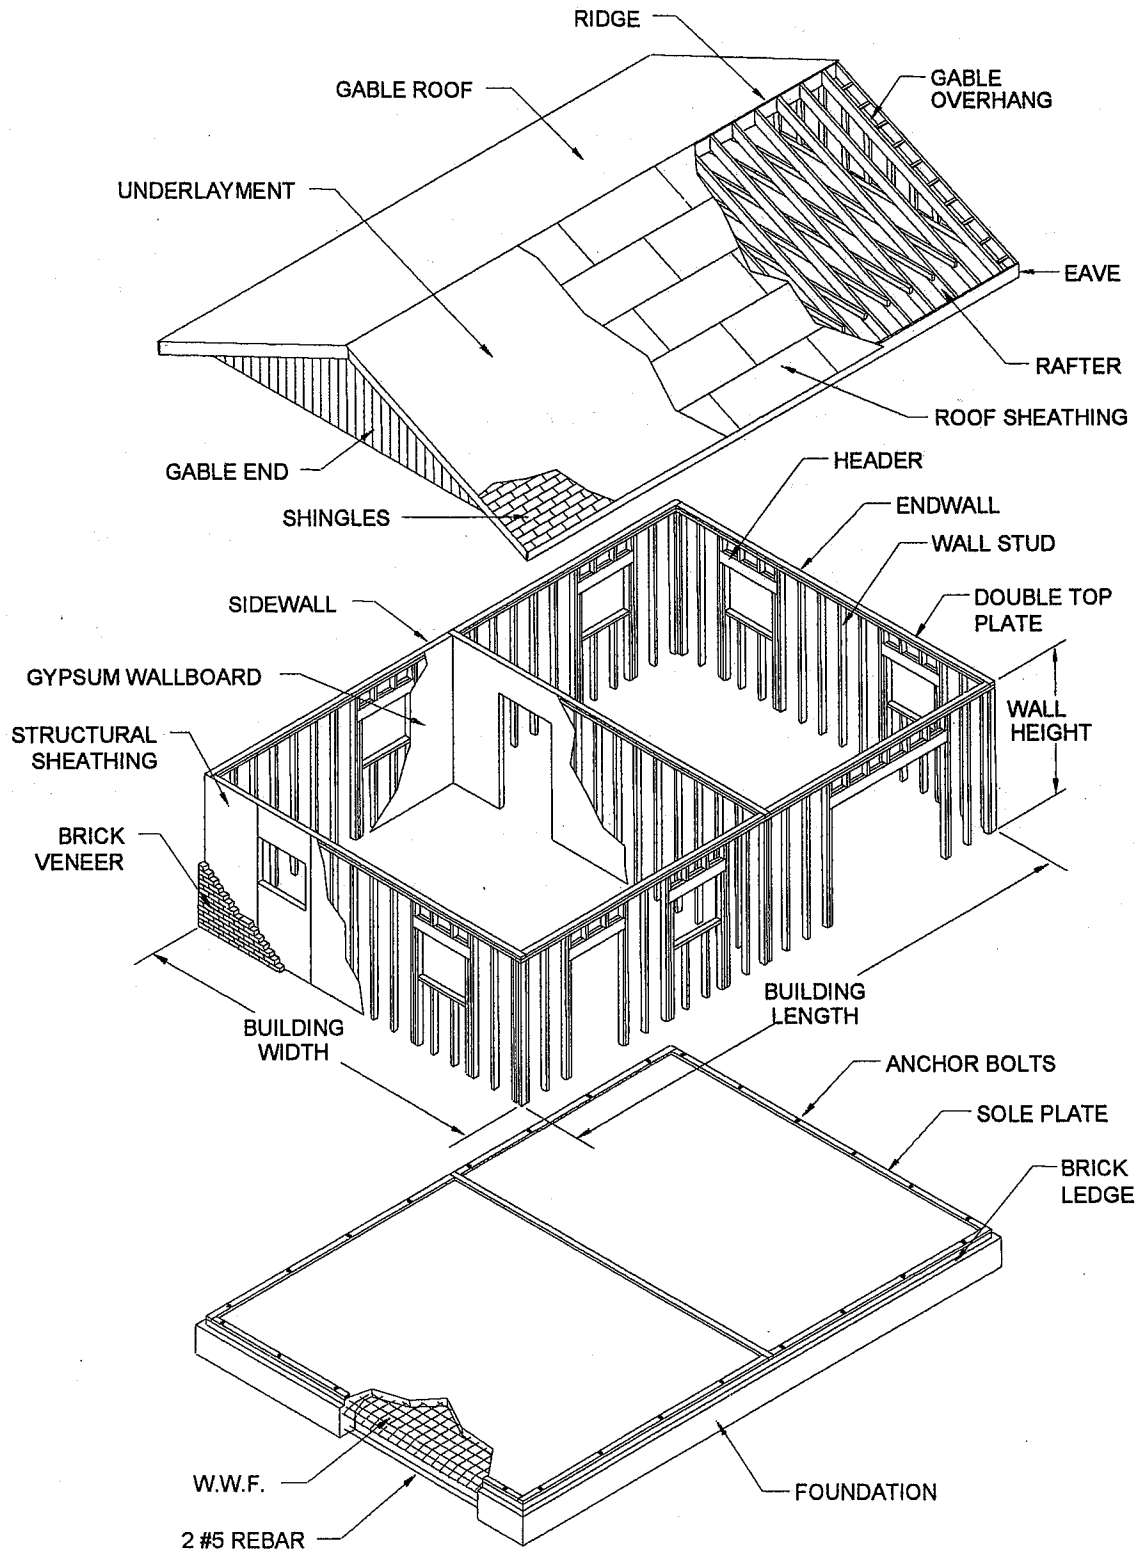 RIDGE
GABLE
OVERHANG
GABLE ROOF
UNDERLAYMENT
EAVE
RAFTER
ROOF SHEATHING
GABLE END
SHINGLES
HEADER
ENDWALL
WALL STUD
DOUBLE TOP
PLATE
SIDEWALL
GYPSUM WALLBOARD
STRUCTURAL
SHEATHING
WALL
HEIGHT
BRICK
VENEER
BUILDING
LENGTH
BUILDING
WIDTH
ANCHOR BOLTS
SOLE PLATE
BRICK
LEDGE
W.W.F.
FOUNDATION
2 #5 REBAR